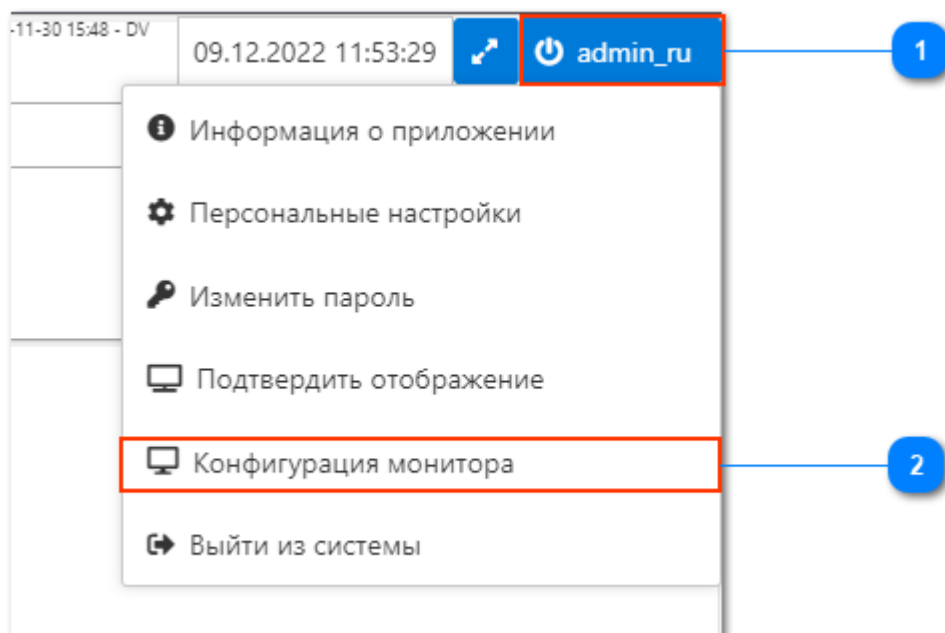 -11-30 15:48 - DV
09.12.2022 11:53:29
admin_ru
1
Информация о приложении
Персональные настройки
Изменить пароль
Подтвердить отображение
Конфигурация монитора
2
Выйти из системы